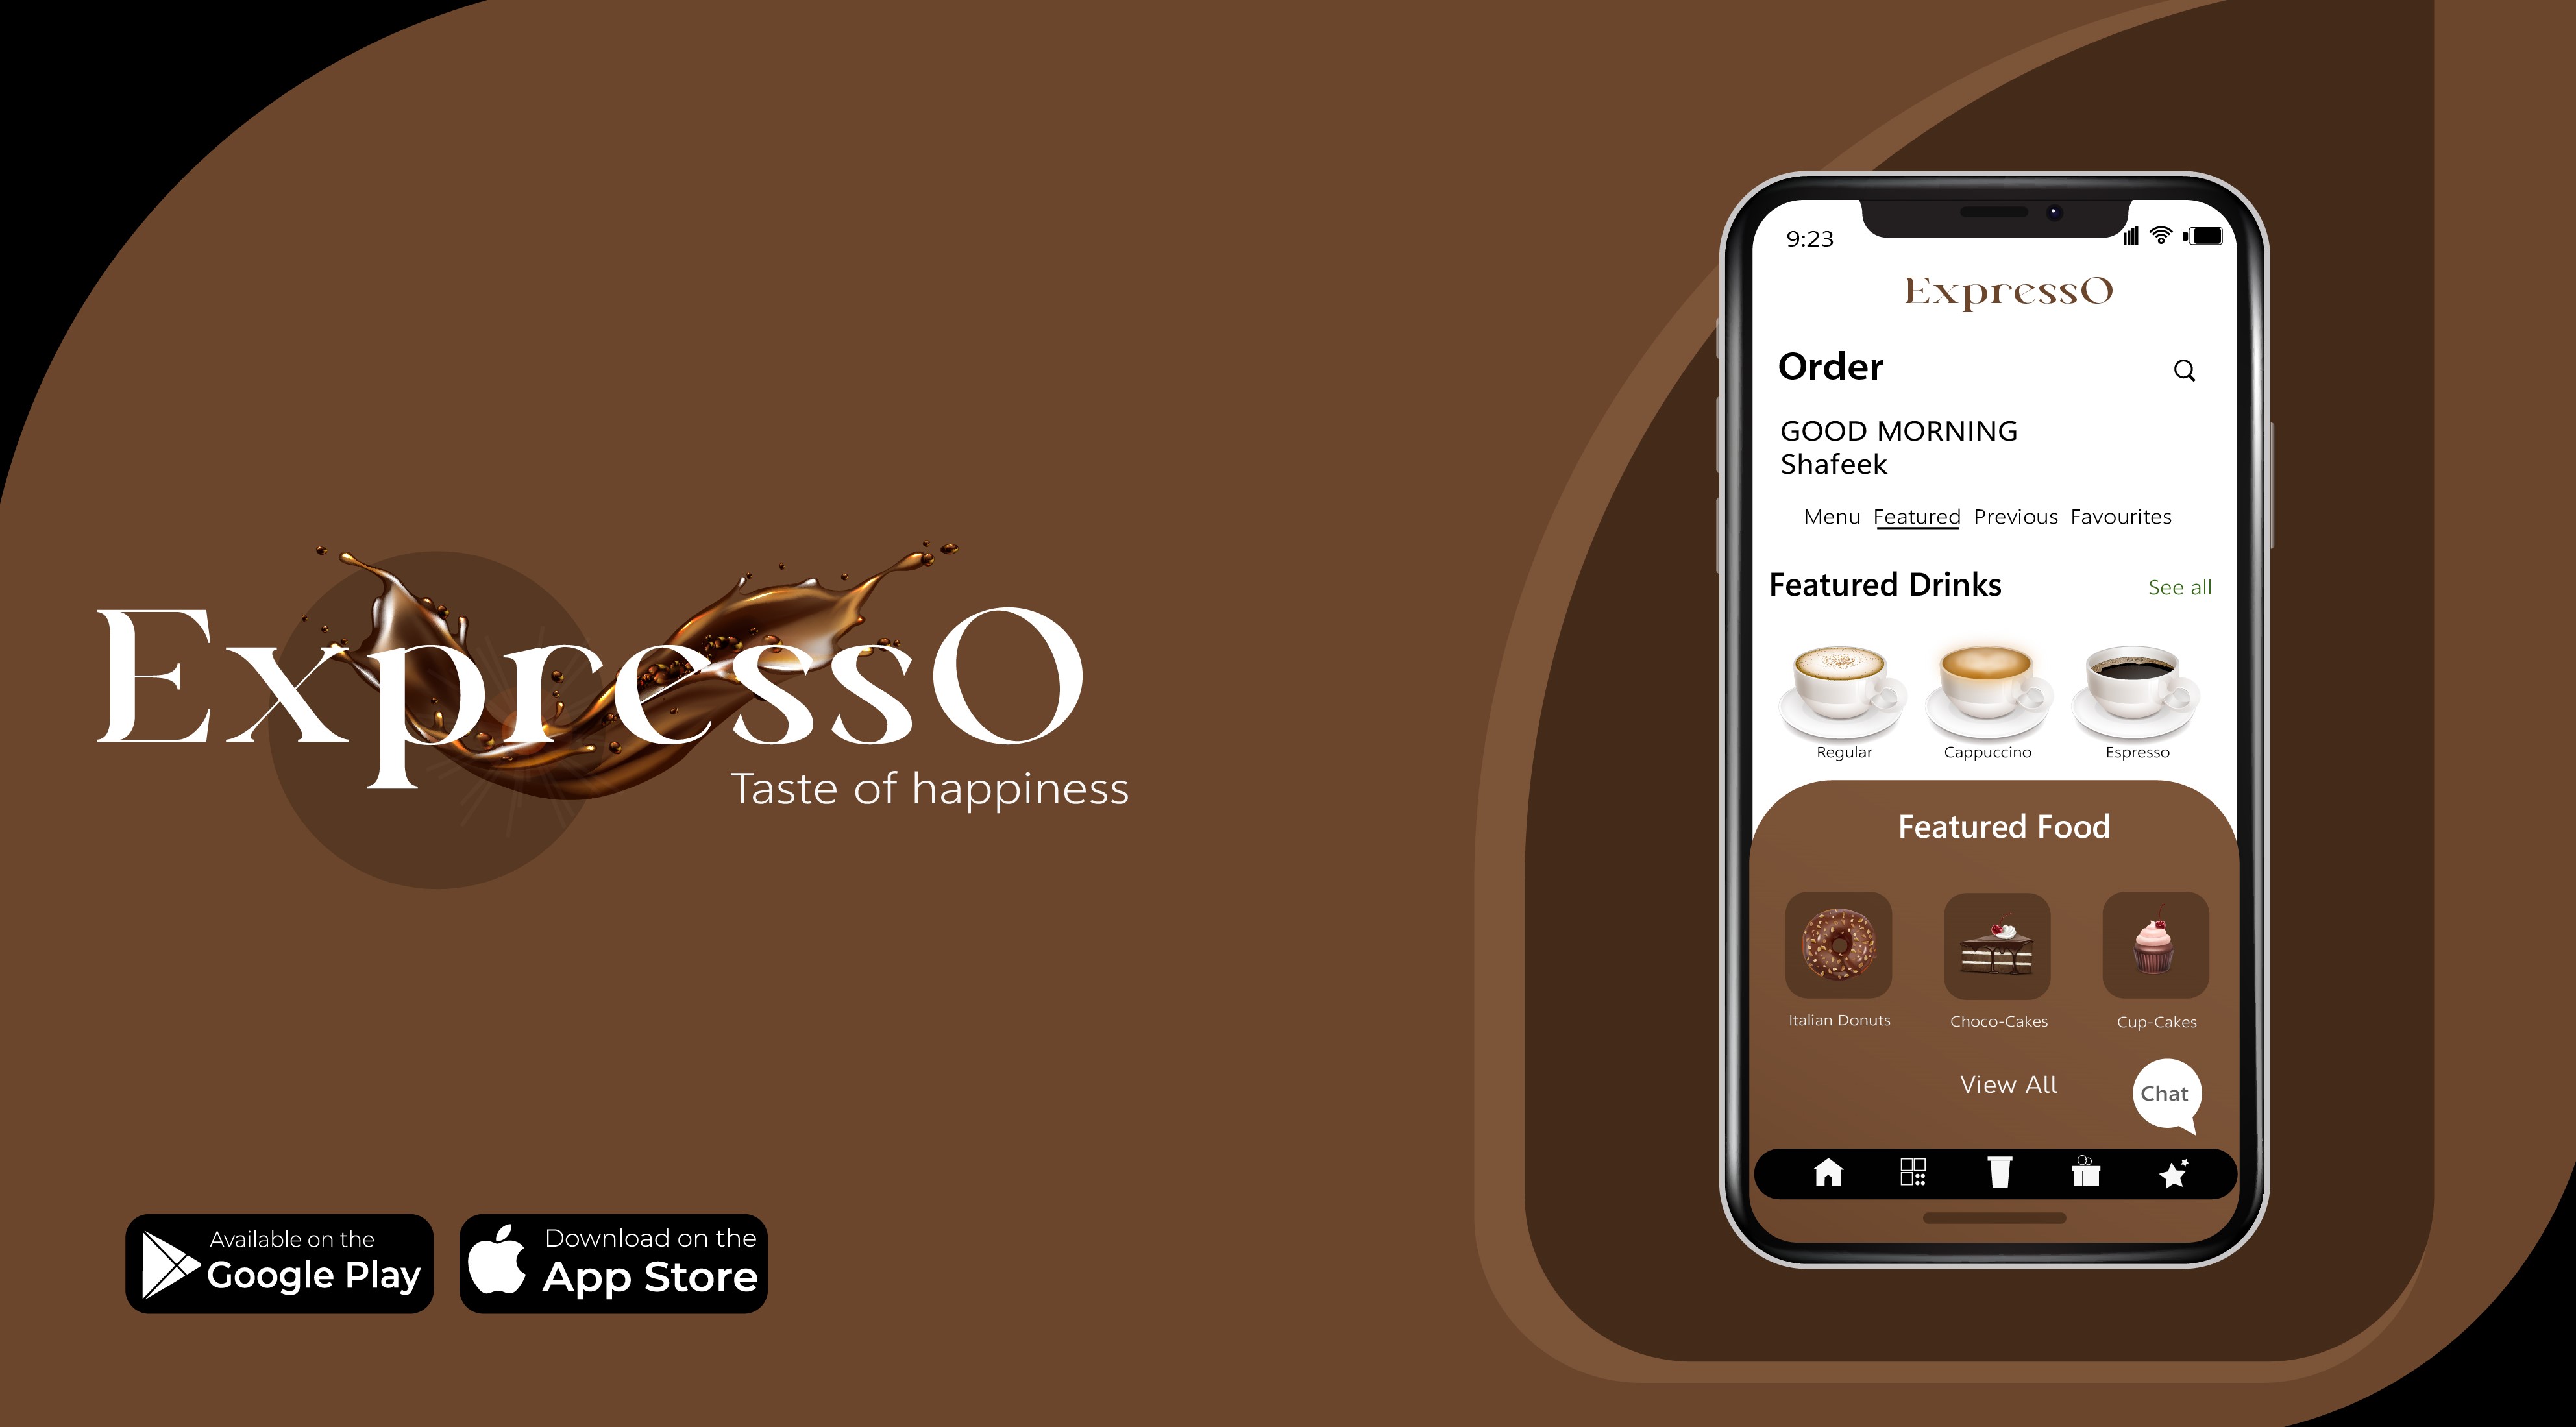 ExpressO
Taste of happiness
Available on the
Google Play
Download on the
App Store
9:23
ExpressO
Order
GOOD MORNING
Shafeek
Menu Featured Previous Favourites
Featured Drinks See all
Regular Cappuccino Espresso
Featured Food
Italian Donuts Choco-Cakes Cup-Cakes
View All
Chat